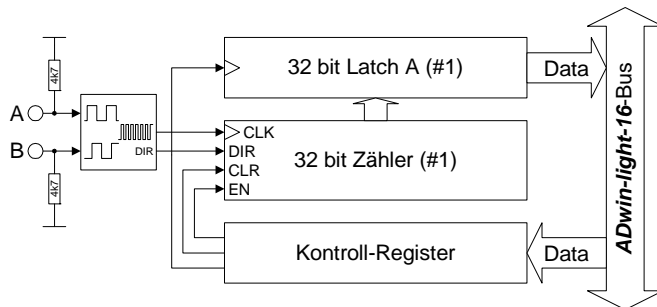 32 bit Latch A (#1)
Data
4k7
A
B
DIR
4k7
CLK
DIR
CLR
EN
32 bit Zähler (#1)
Kontroll-Register
Data
ADwin-light-16-Bus